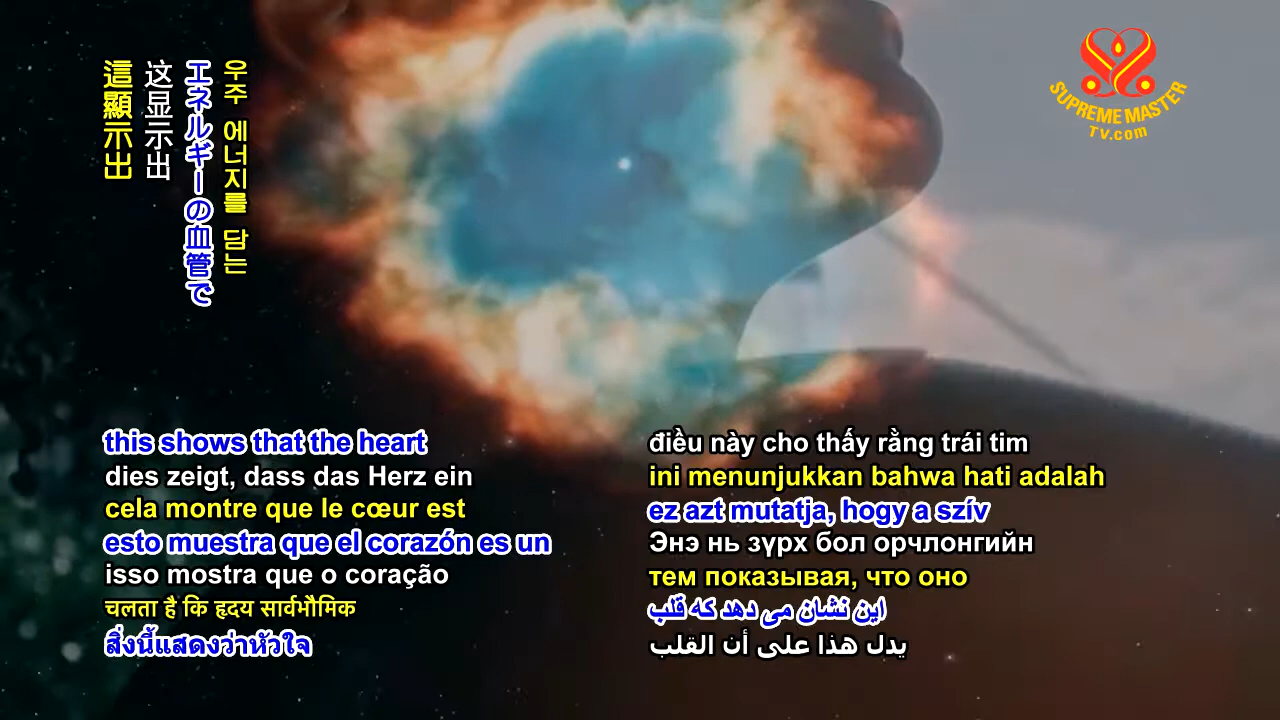 這顯示出
这显示出
エネルギーの血管で
우주 에너지를 담는
SUPREME MASTER
TV.com
this shows that the heart
dies zeigt, dass das Herz ein
cela montre que le cœur est
esto muestra que el corazón es un
isso mostra que o coração
चलता है कि हृदय सार्वभौमिक
สิ่งนี้แสดงว่าหัวใจ
điều này cho thấy rằng trái tim
ini menunjukkan bahwa hati adalah
ez azt mutatja, hogy a szív
Энэ нь зүрх бол орчлонгийн
тем показывая, что оно
این نشان می دهد که قلب
يدل هذا على أن القلب